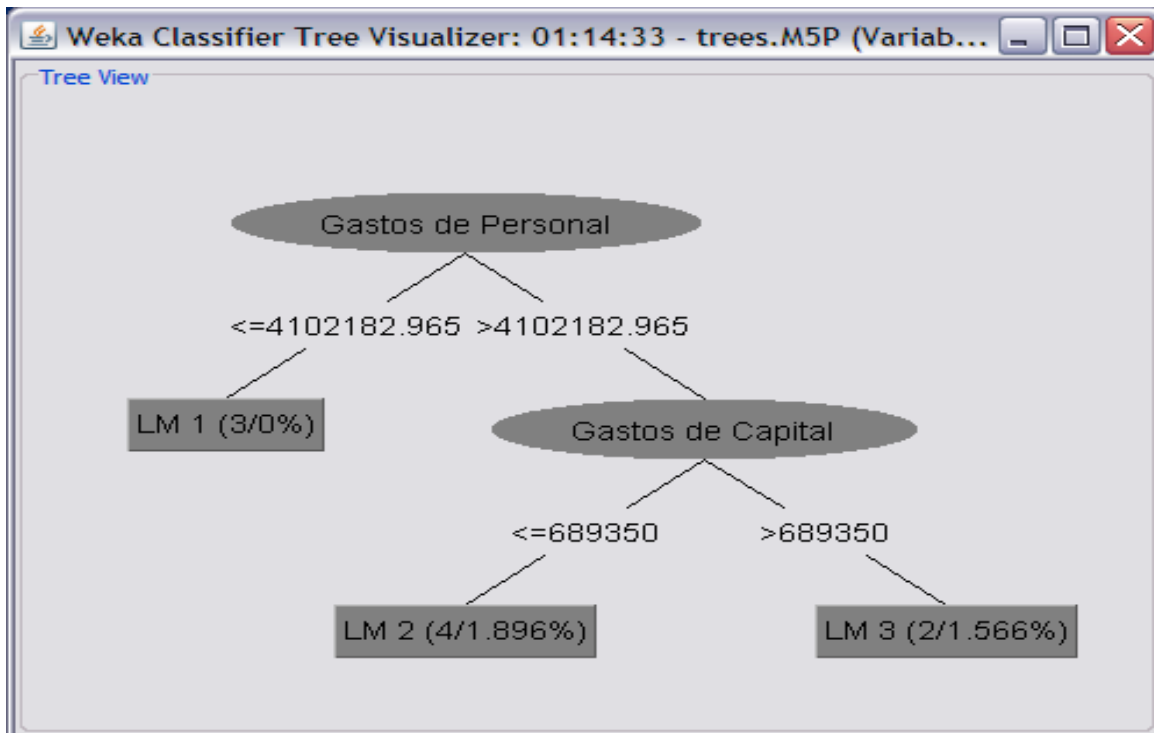 Weka Classifier Tree Visualizer: 01:14:33 - trees.M5P (Variab...
Tree View
Gastos de Personal
<=4102182.965 >4102182.965
LM 1 (3/0%)
Gastos de Capital
<=689350 >689350
LM 2 (4/1.896%) LM 3 (2/1.566%)